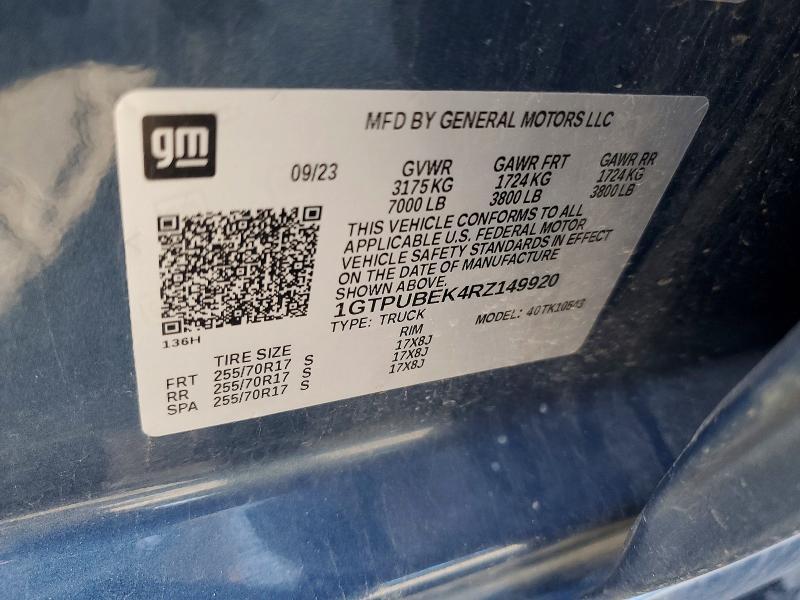 gm
MFD BY GENERAL MOTORS LLC
09/23
GVWR
3175 KG
7000 LB
GAWR FRT
1724 KG
3800 LB
GAWR RR
1724 KG
3800 LB
THIS VEHICLE CONFORMS TO ALL
APPLICABLE U.S. FEDERAL MOTOR
VEHICLE SAFETY STANDARDS IN EFFECT
ON THE DATE OF MANUFACTURE
SHOWN ABOVE.
1GTPUBEK4RZ149920
TYPE: TRUCK
MODEL: 40TK10543
136H
TIRE SIZE
RIM
FRT 255/70R17 S 17X8J
RR 255/70R17 S 17X8J
SPA 255/70R17 S 17X8J